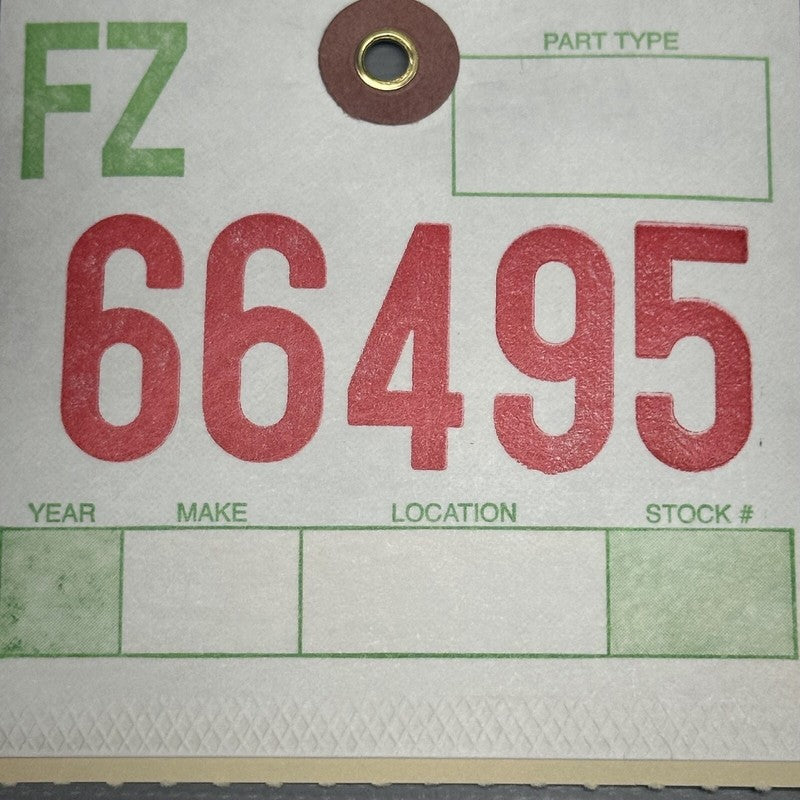 FZ
PART TYPE
66495
YEAR MAKE LOCATION STOCK #